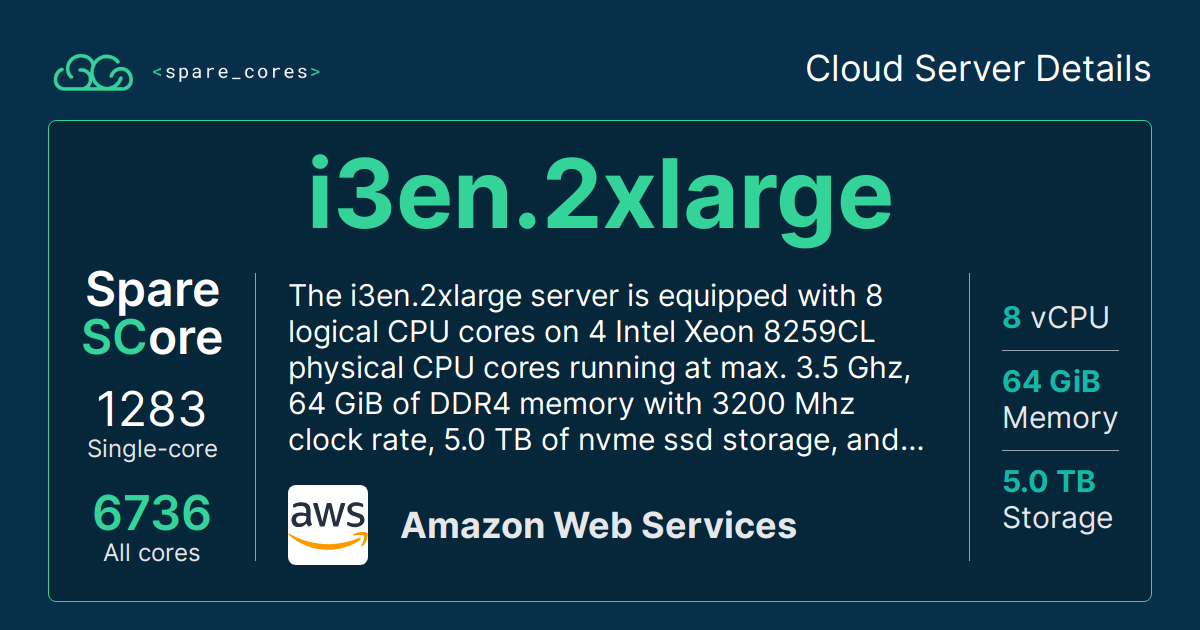 <spare_cores>
Cloud Server Details
i3en.2xlarge
Spare
SCore
1283
Single-core
6736
All cores
The i3en.2xlarge server is equipped with 8
logical CPU cores on 4 Intel Xeon 8259CL
physical CPU cores running at max. 3.5 Ghz,
64 GiB of DDR4 memory with 3200 Mhz
clock rate, 5.0 TB of nvme ssd storage, and...
aws
Amazon Web Services
8 vCPU
64 GiB
Memory
5.0 TB
Storage